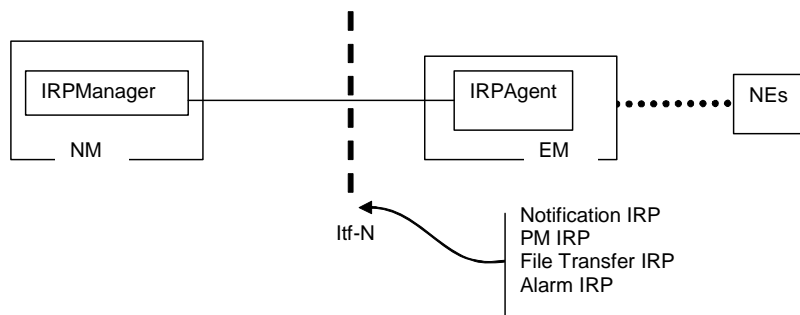 IRPManager
NM
IRPAgent
EM
NEs
Itf-N
Notification IRP
PM IRP
File Transfer IRP
Alarm IRP